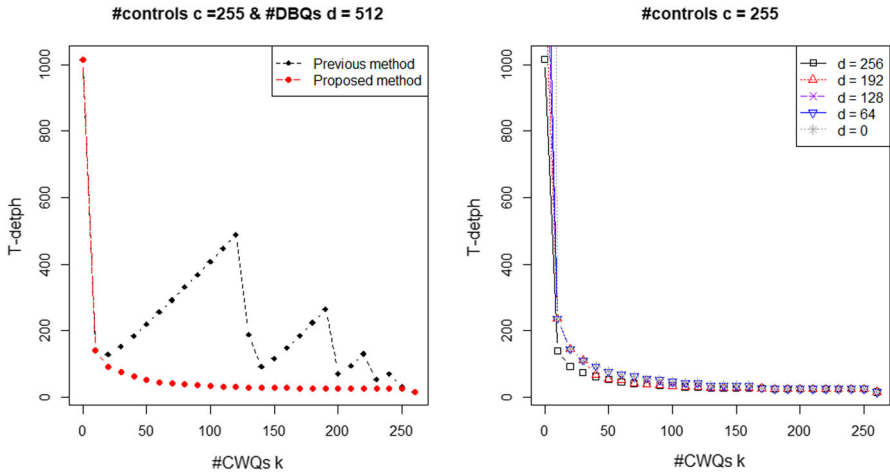 #controls c =255 & #DBQs d = 512
Previous method
Proposed method
T-detph
0
200
400
600
800
1000
0
50
100
150
200
250
#CWQs k
#controls c = 255
d = 256
d = 192
d = 128
d = 64
d = 0
T-detph
0
200
400
600
800
1000
0
50
100
150
200
250
#CWQs k